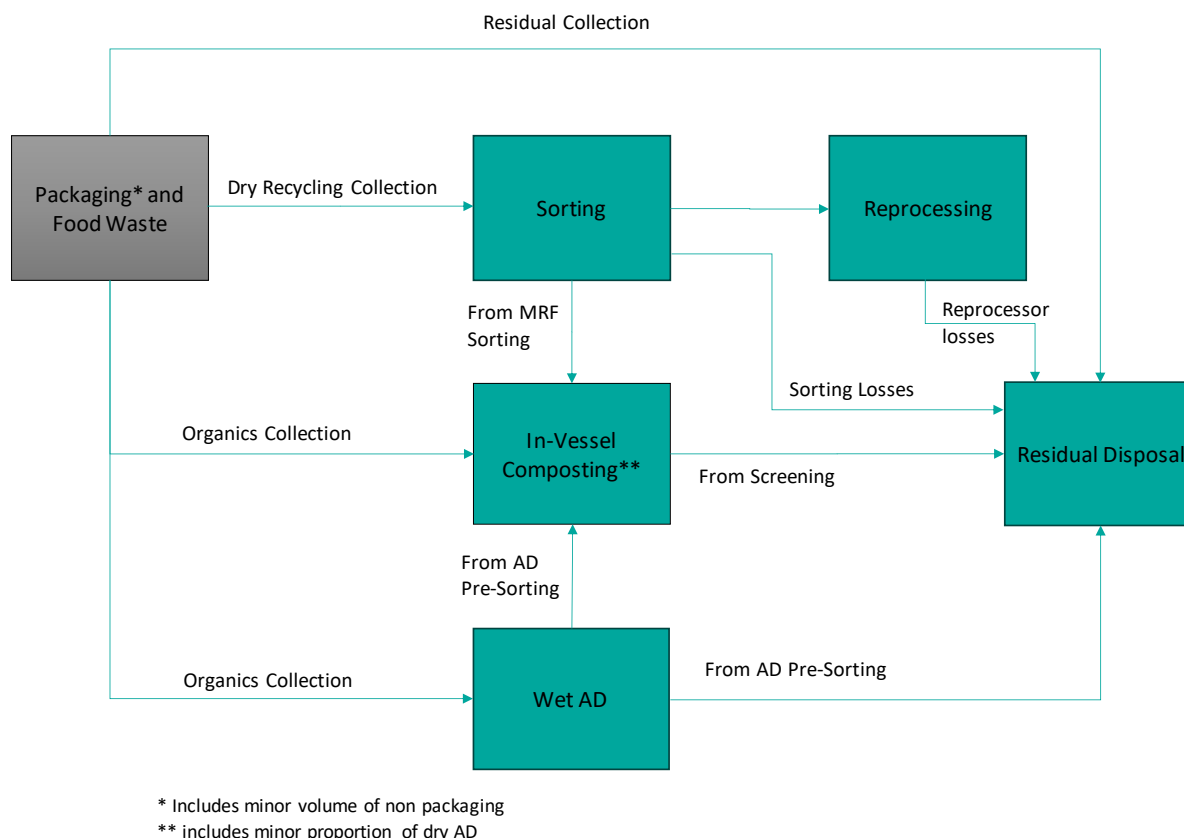 Residual Collection
Packaging* and
Food Waste
Dry Recycling Collection
Sorting
Reprocessing
From MRF
Sorting
Reprocessor
losses
Sorting Losses
Organics Collection
In-Vessel
Composting**
From Screening
Residual Disposal
From AD
Pre-Sorting
Organics Collection
Wet AD
From AD Pre-Sorting
* Includes minor volume of non packaging
** includes minor proportion of dry AD